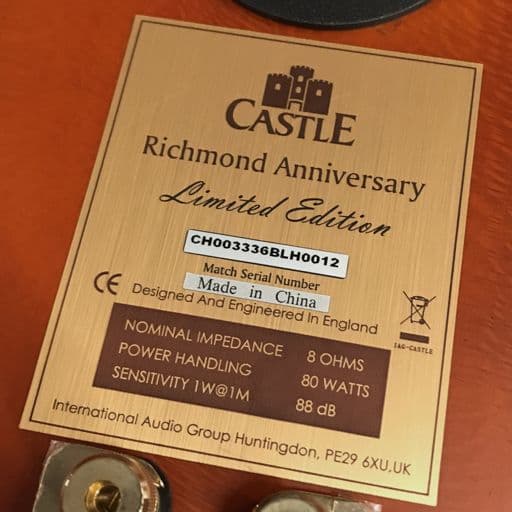 CASTLE
Richmond Anniversary
Limited Edition
CH003336BLH0012
Match Serial Number
Made in China
CE
Designed And Engineered In England
IAG-CASTLE
NOMINAL IMPEDANCE 8 OHMS
POWER HANDLING 80 WATTS
SENSITIVITY 1W@1M 88 dB
International Audio Group Huntingdon, PE29 6XU,UK